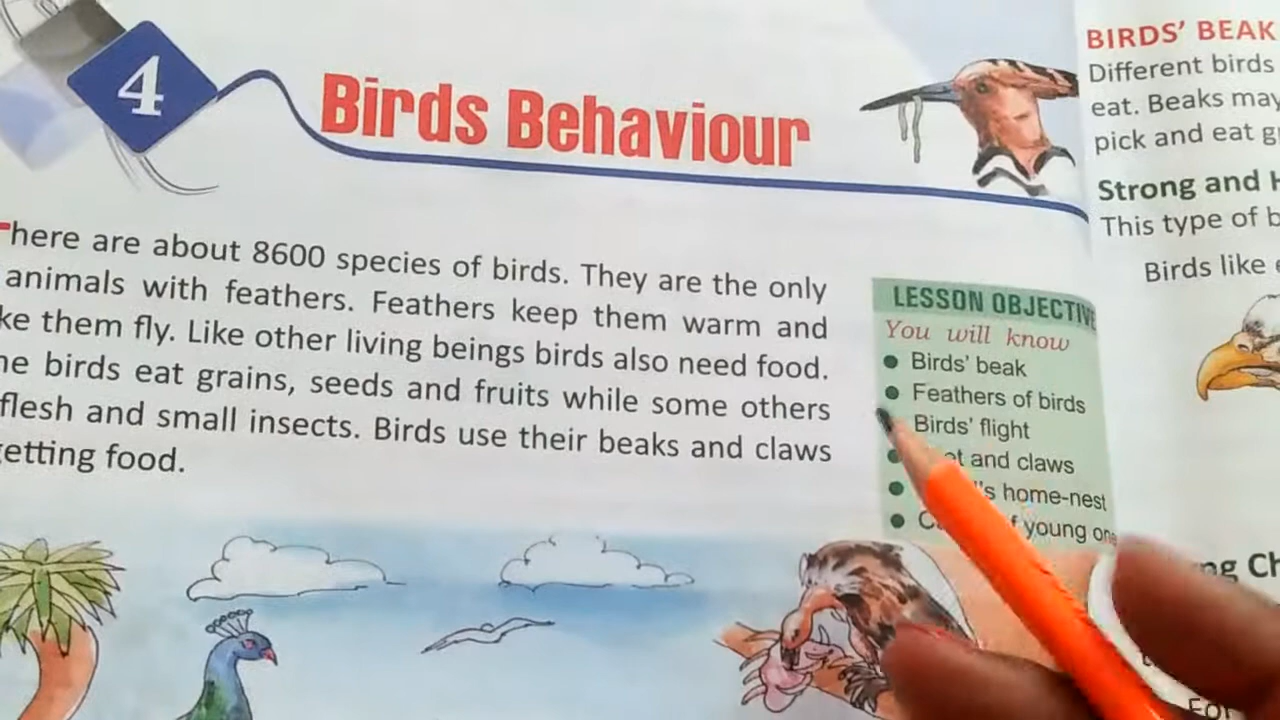 4
Birds Behaviour
here are about 8600 species of birds. They are the only
animals with feathers. Feathers keep them warm and
ke them fly. Like other living beings birds also need food.
ne birds eat grains, seeds and fruits while some others
flesh and small insects. Birds use their beaks and claws
getting food.
LESSON OBJECTIVE
You will know
Birds' beak
Feathers of birds
Birds' flight
and claws
home-nest
young
BIRDS' BEAK
Different birds
eat. Beaks may
pick and eat
Strong and
This type of
Birds like